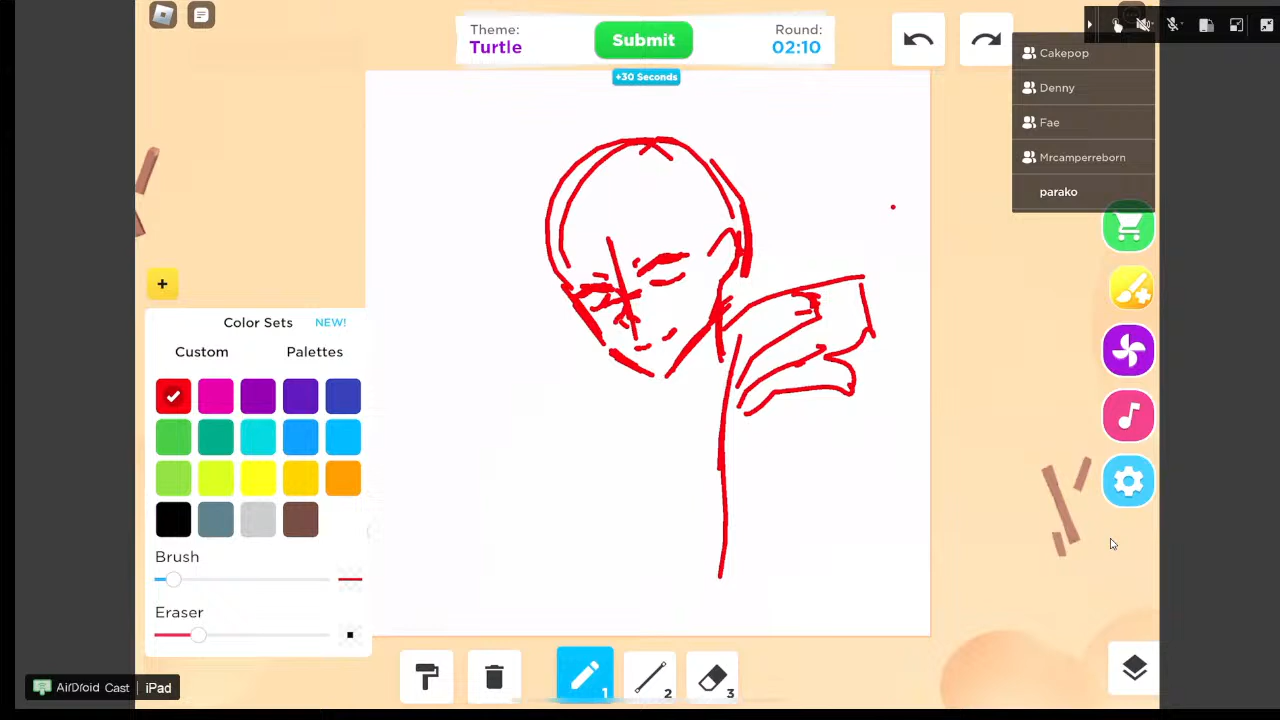 Theme:
Turtle
Submit
Round:
02:10
+30 Seconds
Cakepop
Denny
Fae
Mrcamperreborn
parako
+
Color Sets
NEW!
Custom
Palettes
Brush
Eraser
1
2
3
AirDroid Cast
iPad